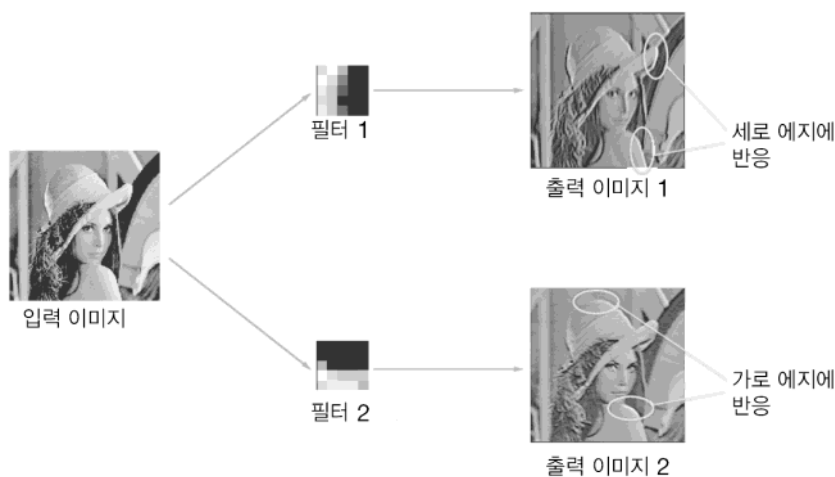 필터 1
세로 에지에
반응
출력 이미지 1
입력 이미지
필터 2
가로 에지에
반응
출력 이미지 2